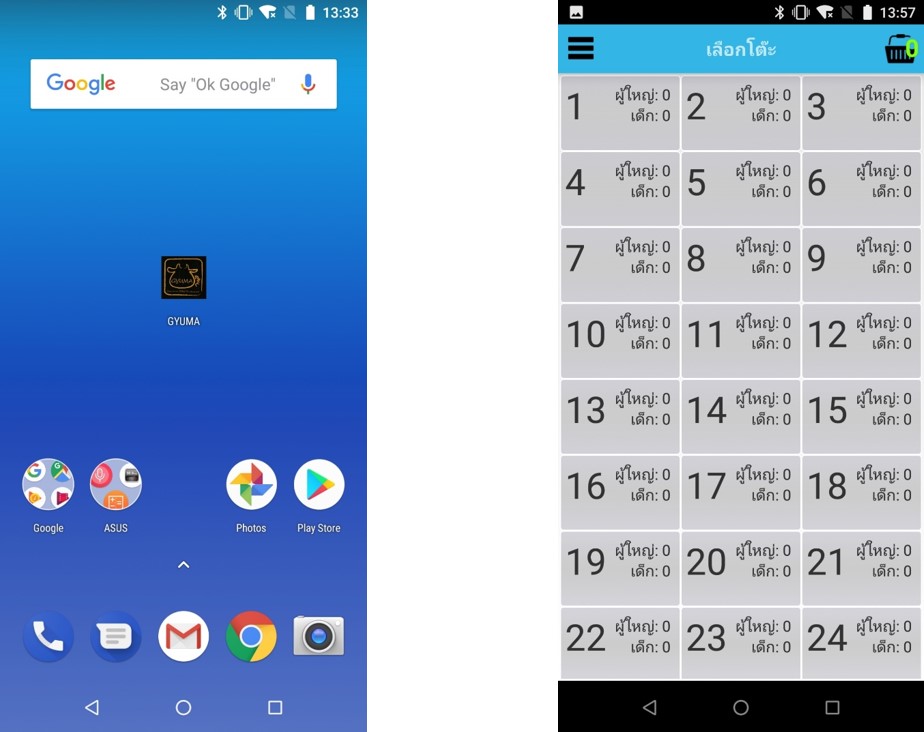 13:33
Google Say "Ok Google"
GYUMA
GYUMA
Google ASUS Photos Play Store
13:57
เลือกโต๊ะ
0
1 ผู้ใหญ่: 0
เด็ก: 0
2 ผู้ใหญ่: 0
เด็ก: 0
3 ผู้ใหญ่: 0
เด็ก: 0
4 ผู้ใหญ่: 0
เด็ก: 0
5 ผู้ใหญ่: 0
เด็ก: 0
6 ผู้ใหญ่: 0
เด็ก: 0
7 ผู้ใหญ่: 0
เด็ก: 0
8 ผู้ใหญ่: 0
เด็ก: 0
9 ผู้ใหญ่: 0
เด็ก: 0
10 ผู้ใหญ่: 0
เด็ก: 0
11 ผู้ใหญ่: 0
เด็ก: 0
12 ผู้ใหญ่: 0
เด็ก: 0
13 ผู้ใหญ่: 0
เด็ก: 0
14 ผู้ใหญ่: 0
เด็ก: 0
15 ผู้ใหญ่: 0
เด็ก: 0
16 ผู้ใหญ่: 0
เด็ก: 0
17 ผู้ใหญ่: 0
เด็ก: 0
18 ผู้ใหญ่: 0
เด็ก: 0
19 ผู้ใหญ่: 0
เด็ก: 0
20 ผู้ใหญ่: 0
เด็ก: 0
21 ผู้ใหญ่: 0
เด็ก: 0
22 ผู้ใหญ่: 0
เด็ก: 0
23 ผู้ใหญ่: 0
เด็ก: 0
24 ผู้ใหญ่: 0
เด็ก: 0